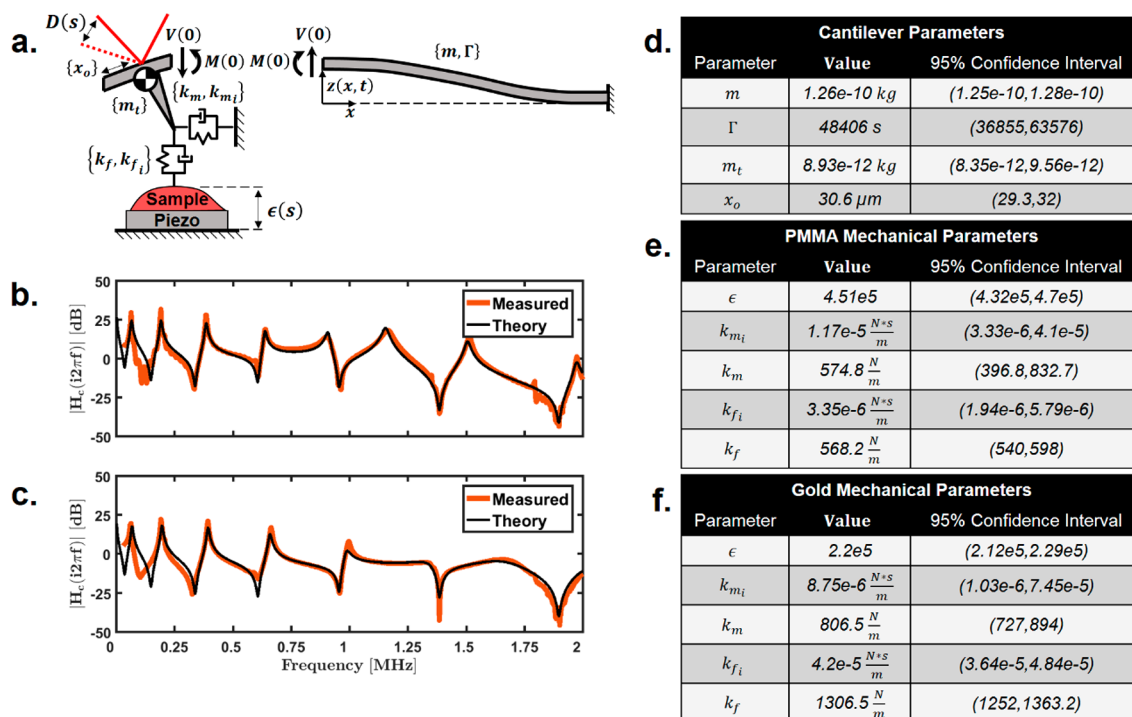 a.
D(s)
V(0)
V(0)
{x_o}
M(0)
M(0)
{m, Γ}
{m_t}
{k_m, k_{m_i}}
z(x, t)
x
{k_f, k_{f_i}}
Sample
Piezo
ϵ(s)
b.
|H_c(i2πf)| [dB]
50
25
0
-25
-50
Measured
Theory
c.
|H_c(i2πf)| [dB]
50
25
0
-25
-50
Measured
Theory
0 0.25 0.5 0.75 1 1.25 1.5 1.75 2
Frequency [MHz]
d.
Cantilever Parameters
Parameter Value 95% Confidence Interval
m 1.26e-10 kg (1.25e-10,1.28e-10)
Γ 48406 s (36855,63576)
m_t 8.93e-12 kg (8.35e-12,9.56e-12)
x_o 30.6 μm (29.3,32)
e.
PMMA Mechanical Parameters
Parameter Value 95% Confidence Interval
ϵ 4.51e5 (4.32e5,4.7e5)
k_{m_i} 1.17e-5 N*s/m (3.33e-6,4.1e-5)
k_m 574.8 N/m (396.8,832.7)
k_{f_i} 3.35e-6 N*s/m (1.94e-6,5.79e-6)
k_f 568.2 N/m (540,598)
f.
Gold Mechanical Parameters
Parameter Value 95% Confidence Interval
ϵ 2.2e5 (2.12e5,2.29e5)
k_{m_i} 8.75e-6 N*s/m (1.03e-6,7.45e-5)
k_m 806.5 N/m (727,894)
k_{f_i} 4.2e-5 N*s/m (3.64e-5,4.84e-5)
k_f 1306.5 N/m (1252,1363.2)